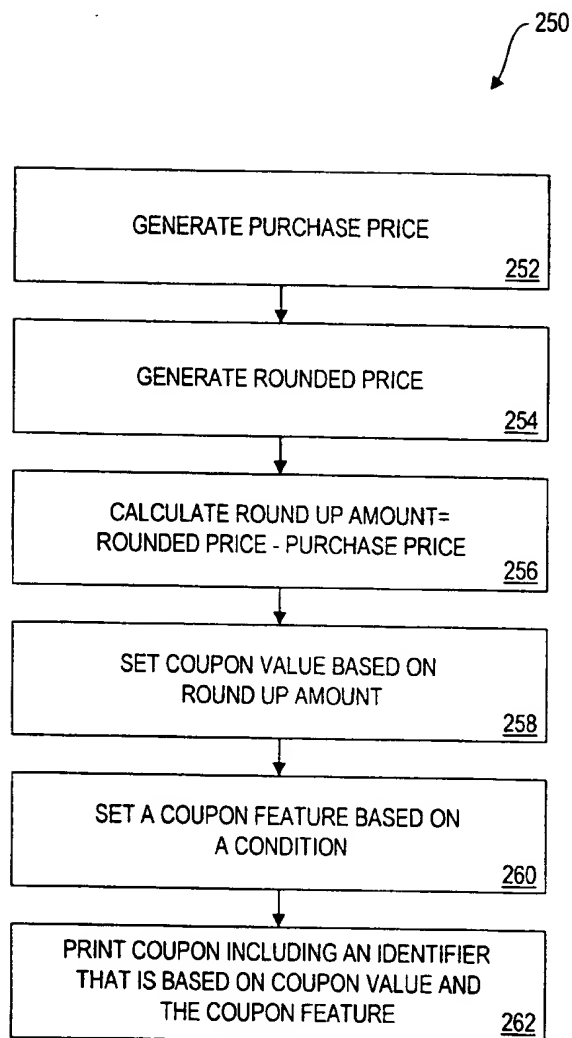 250
GENERATE PURCHASE PRICE
252
GENERATE ROUNDED PRICE
254
CALCULATE ROUND UP AMOUNT=
ROUNDED PRICE - PURCHASE PRICE
256
SET COUPON VALUE BASED ON
ROUND UP AMOUNT
258
SET A COUPON FEATURE BASED ON
A CONDITION
260
PRINT COUPON INCLUDING AN IDENTIFIER
THAT IS BASED ON COUPON VALUE AND
THE COUPON FEATURE
262